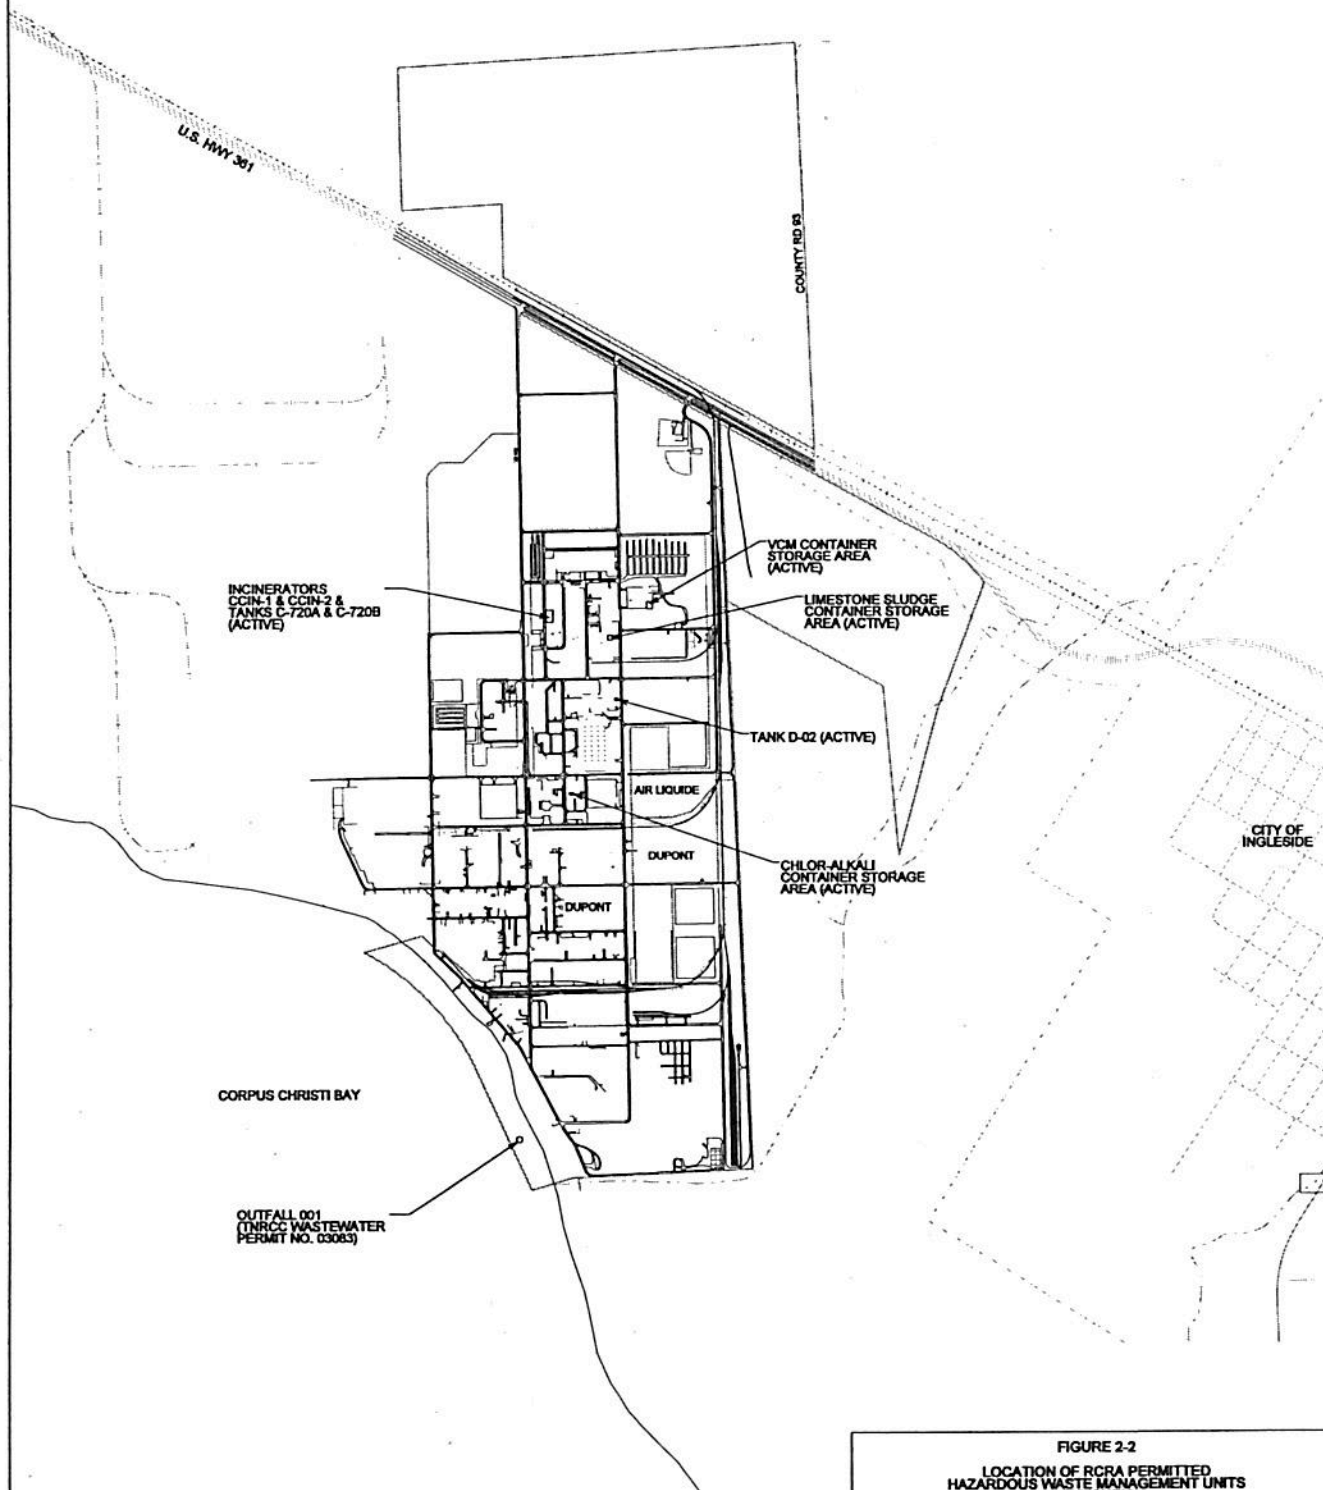 U.S. HWY 361
COUNTY RD 93
VCM CONTAINER
STORAGE AREA
(ACTIVE)
INCINERATORS
CCIN-1 & CCIN-2 &
TANKS C-720A & C-720B
(ACTIVE)
LIMESTONE SLUDGE
CONTAINER STORAGE
AREA (ACTIVE)
TANK D-02 (ACTIVE)
AIR LIQUIDE
CITY OF
INGLESIDE
DUPONT
CHLOR-ALKALI
CONTAINER STORAGE
AREA (ACTIVE)
DUPONT
CORPUS CHRISTI BAY
OUTFALL 001
(TNRCC WASTEWATER
PERMIT NO. 03083)
FIGURE 2-2
LOCATION OF RCRA PERMITTED
HAZARDOUS WASTE MANAGEMENT UNITS